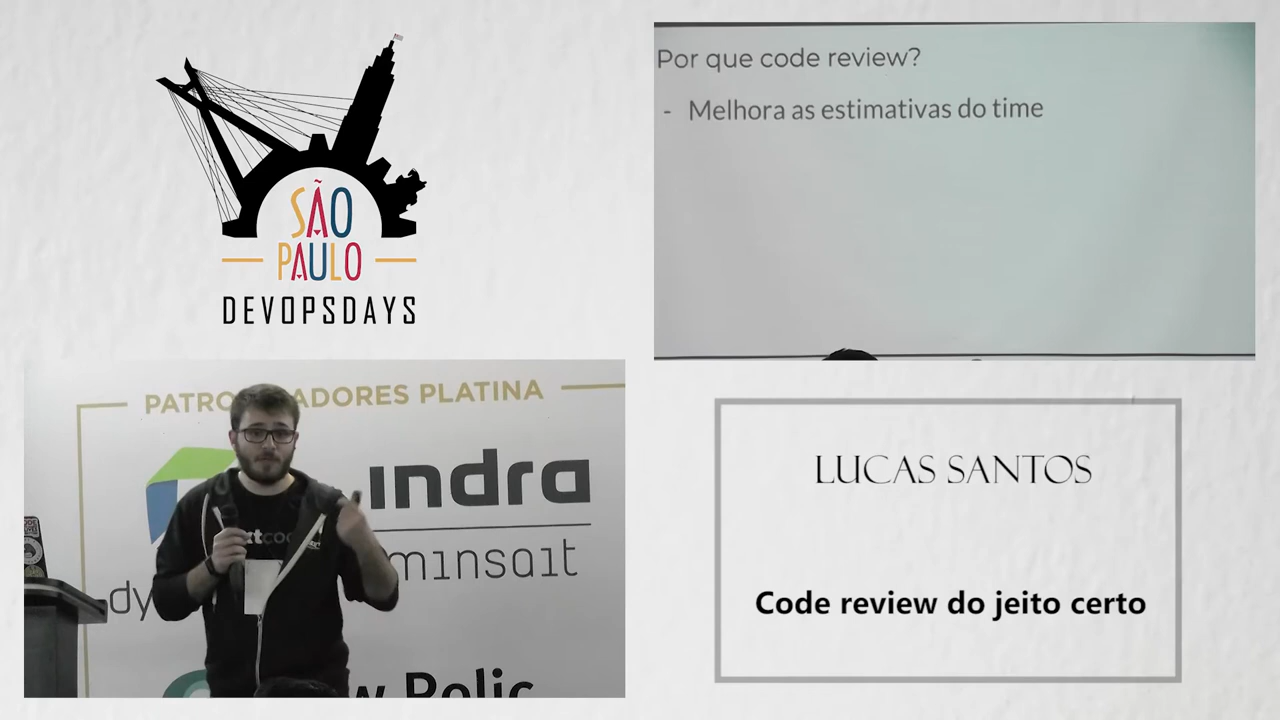 SÃO
PAULO
DEVOPSDAYS
Por que code review?
- Melhora as estimativas do time
PLATINA
indra
minsait
LUCAS SANTOS
Code review do jeito certo